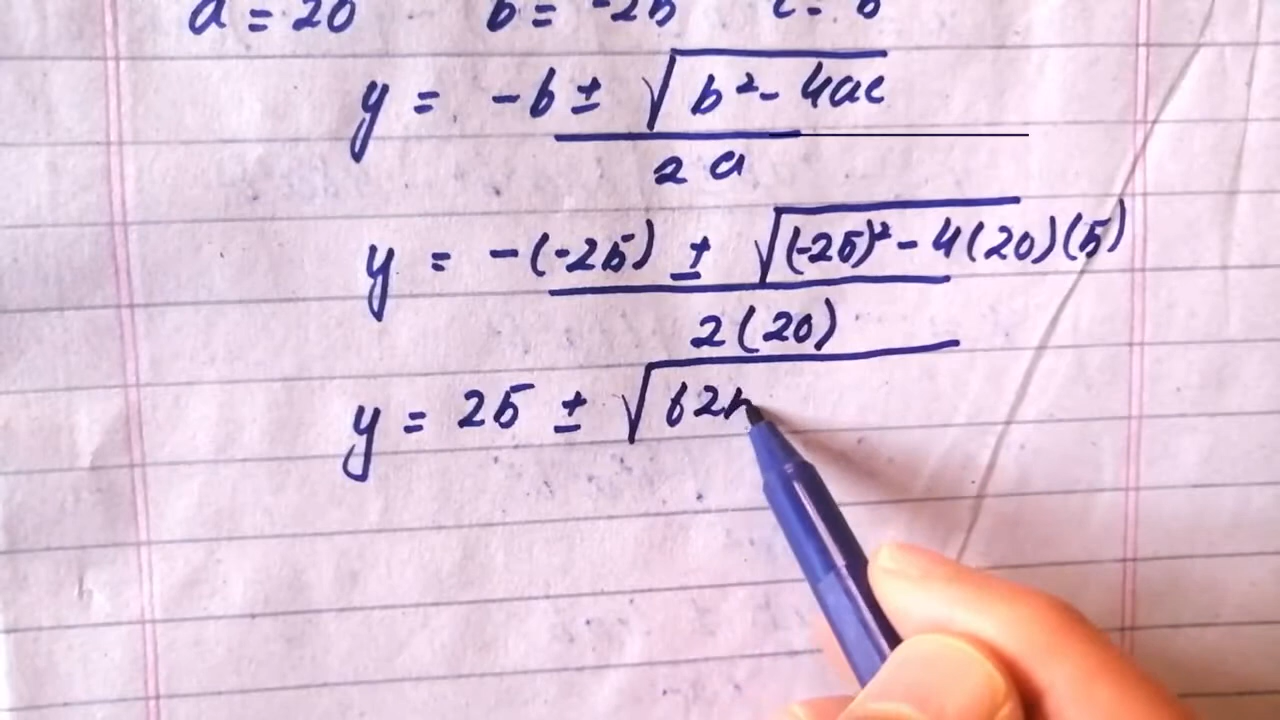 a = 20 b = -25 c = 5
y = -b ± √(b² - 4ac)
2a
y = -(-25) ± √(-25)² - 4(20)(5)
2(20)
y = 25 ± √62